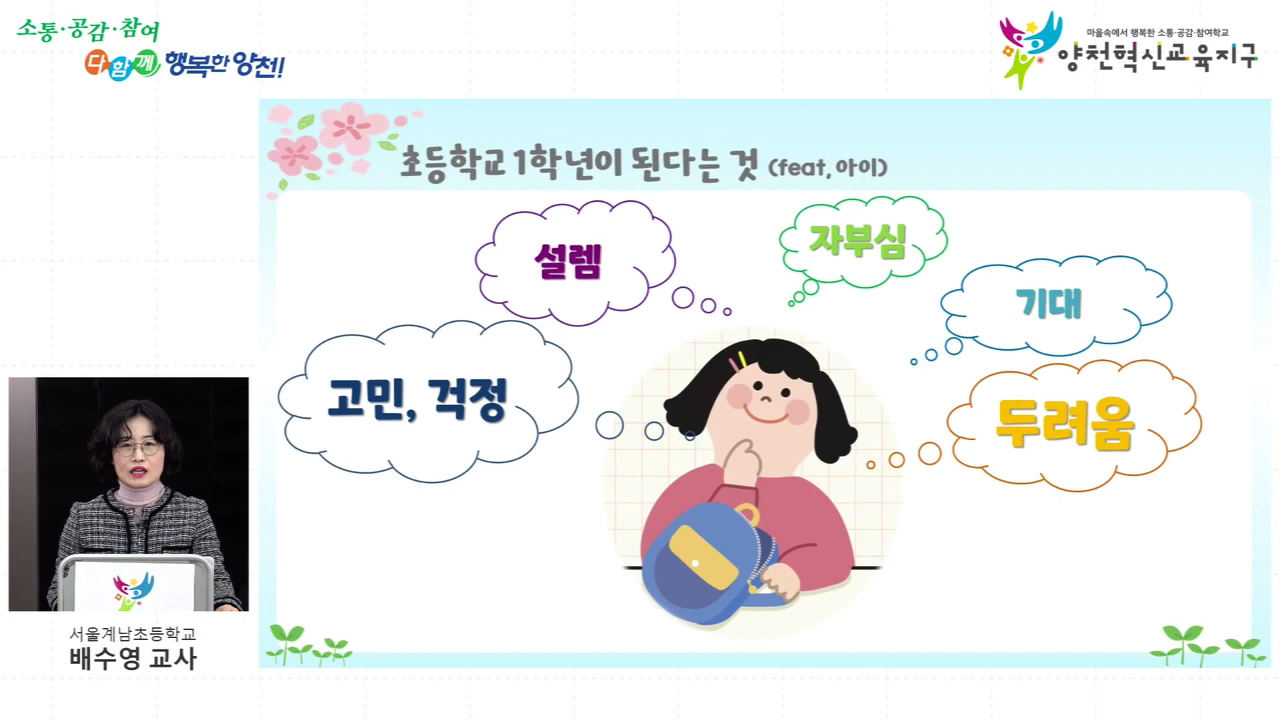 소통·공감·참여
다함께 행복한 양천!
마을속에서 행복한 소통·공감·참여학교
양천혁신교육지구
초등학교 1학년이 된다는 것 (feat, 아이)
설렘
자부심
기대
고민, 걱정
두려움
서울계남초등학교
배수영 교사